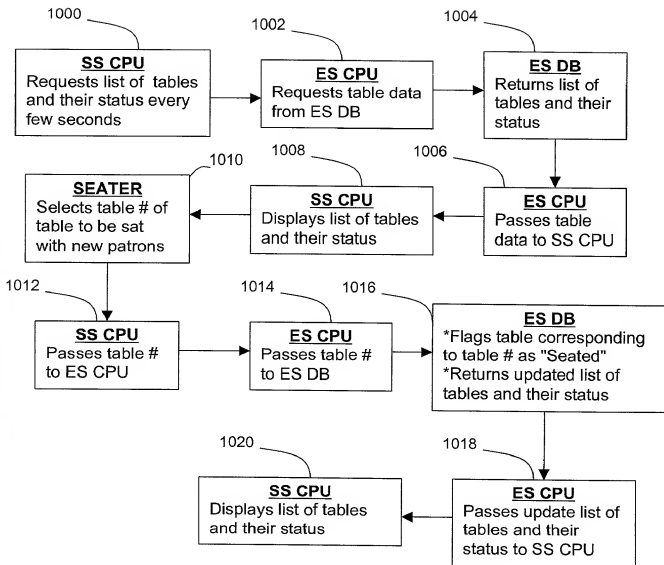 1000
SS CPU
Requests list of tables
and their status every
few seconds
1002
ES CPU
Requests table data
from ES DB
1004
ES DB
Returns list of
tables and their
status
1006
ES CPU
Passes table
data to SS CPU
1008
SS CPU
Displays list of tables
and their status
1010
SEATER
Selects table # of
table to be sat
with new patrons
1012
SS CPU
Passes table #
to ES CPU
1014
ES CPU
Passes table #
to ES DB
1016
ES DB
*Flags table corresponding
to table # as "Seated"
*Returns updated list of
tables and their status
1018
ES CPU
Passes update list of
tables and their
status to SS CPU
1020
SS CPU
Displays list of tables
and their status